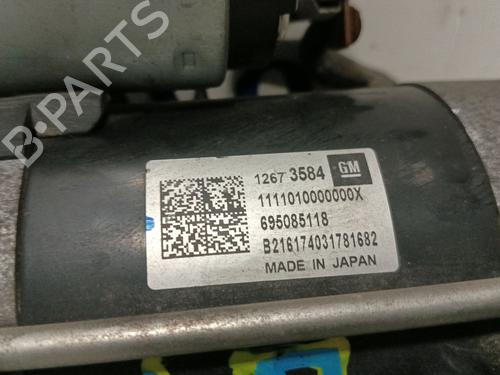 1267 3584 GM
1111010000000X
695085118
B216174031781682
MADE IN JAPAN
B-PARTS